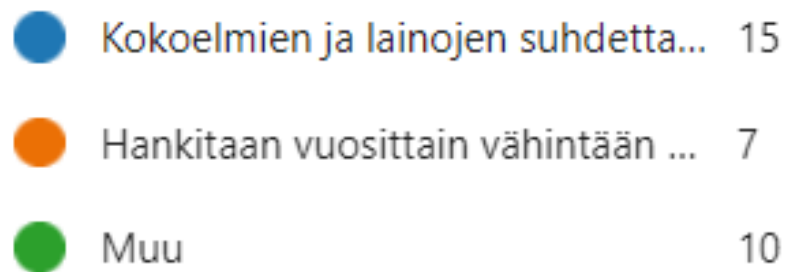 Kokoelmien ja lainojen suhdetta... 15
Hankitaan vuosittain vähintään ... 7
Muu 10